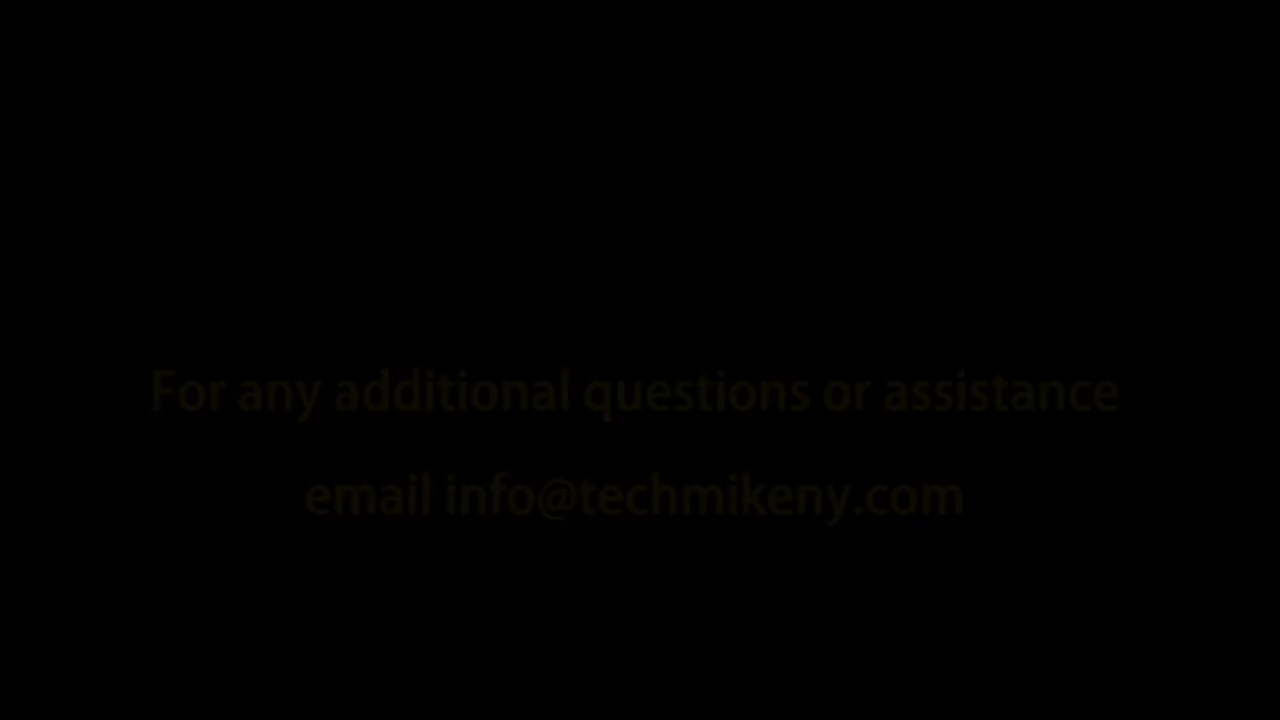 For any additional questions or assistance
email info@techmikeny.com